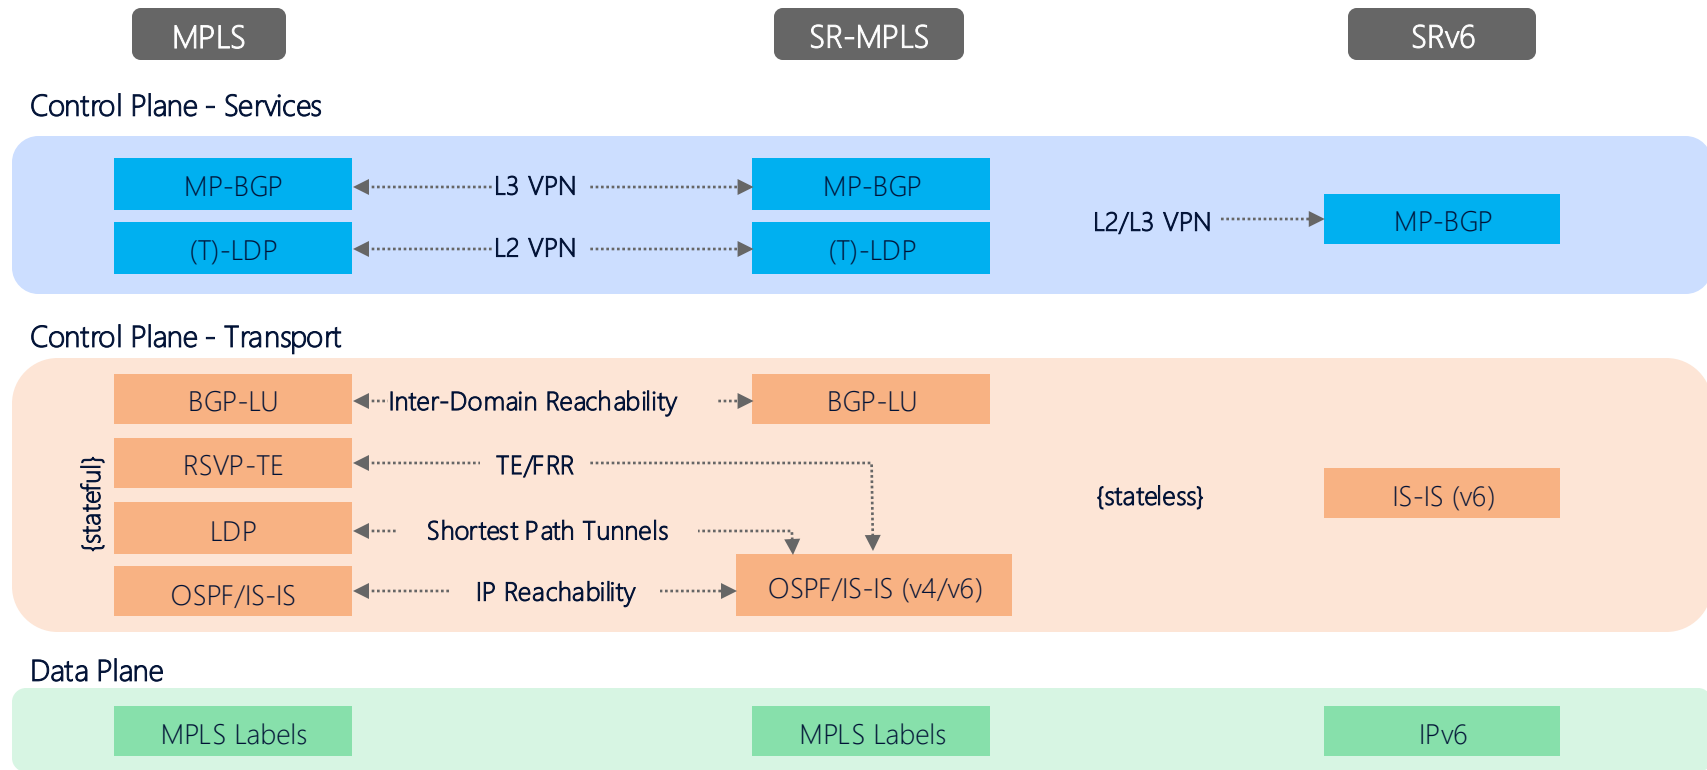 MPLS
SR-MPLS
SRv6
Control Plane - Services
MP-BGP
L3 VPN
MP-BGP
(T)-LDP
L2 VPN
(T)-LDP
L2/L3 VPN
MP-BGP
Control Plane - Transport
BGP-LU
Inter-Domain Reachability
BGP-LU
{stateful}
RSVP-TE
TE/FRR
{stateless}
IS-IS (v6)
LDP
Shortest Path Tunnels
OSPF/IS-IS
IP Reachability
OSPF/IS-IS (v4/v6)
Data Plane
MPLS Labels
MPLS Labels
IPv6